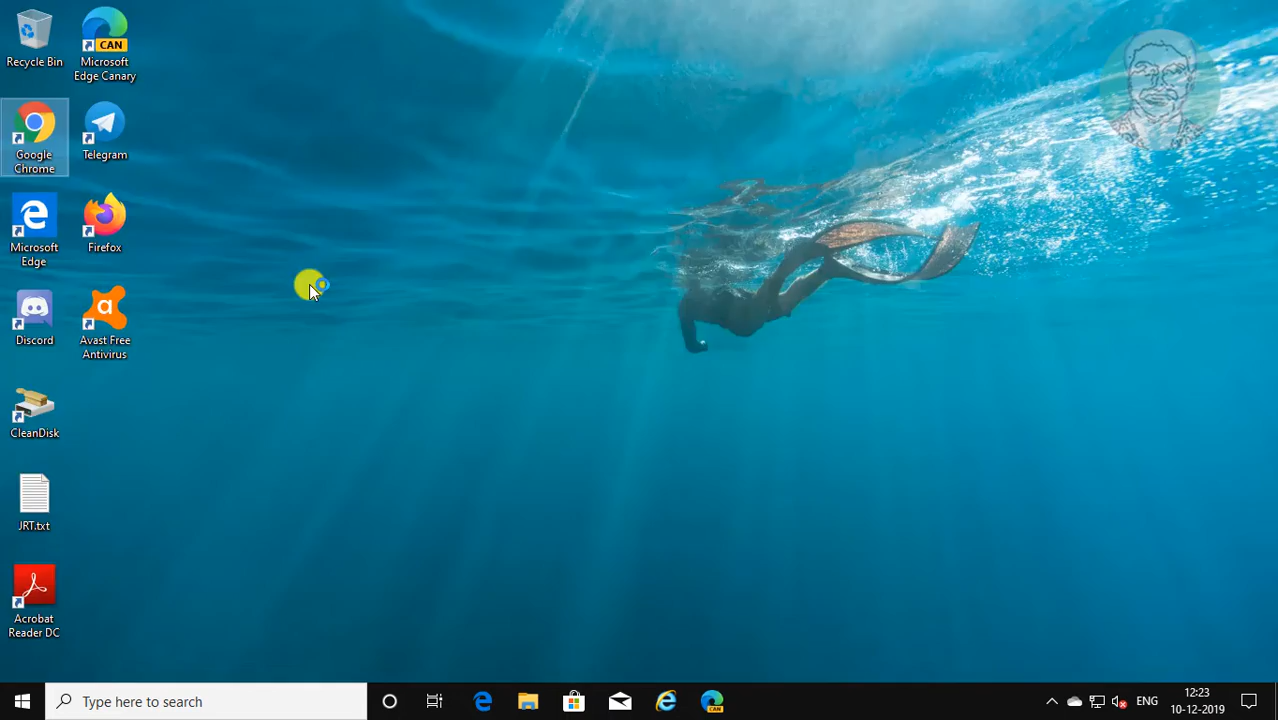 Recycle Bin
CAN
Microsoft
Edge Canary
Google
Chrome
Telegram
Microsoft
Edge
Firefox
Discord
a
Avast Free
Antivirus
CleanDisk
JRT.txt
Acrobat
Reader DC
Type here to search
CAN
ENG
12:23
10-12-2019